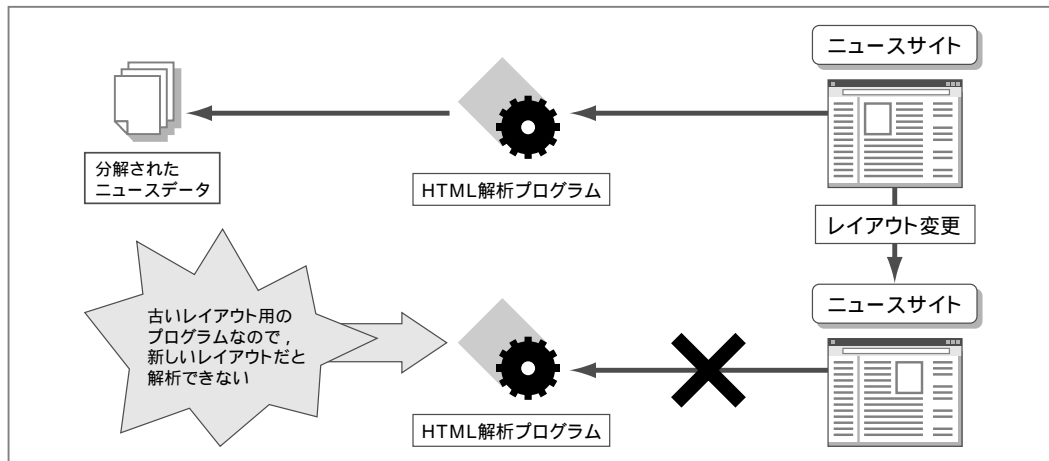 ニュースサイト
分解された
ニュースデータ
HTML解析プログラム
レイアウト変更
ニュースサイト
古いレイアウト用の
プログラムなので,
新しいレイアウトだと
解析できない
HTML解析プログラム